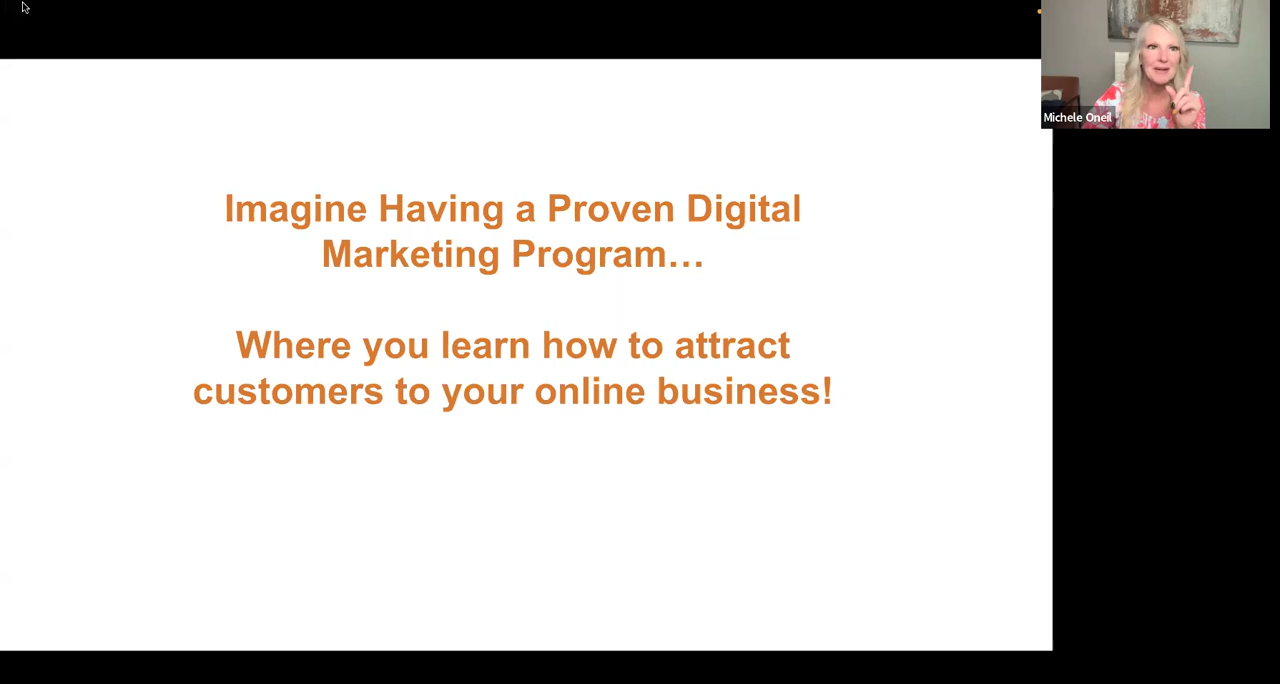 Michele Oneil
Imagine Having a Proven Digital
Marketing Program…
Where you learn how to attract
customers to your online business!